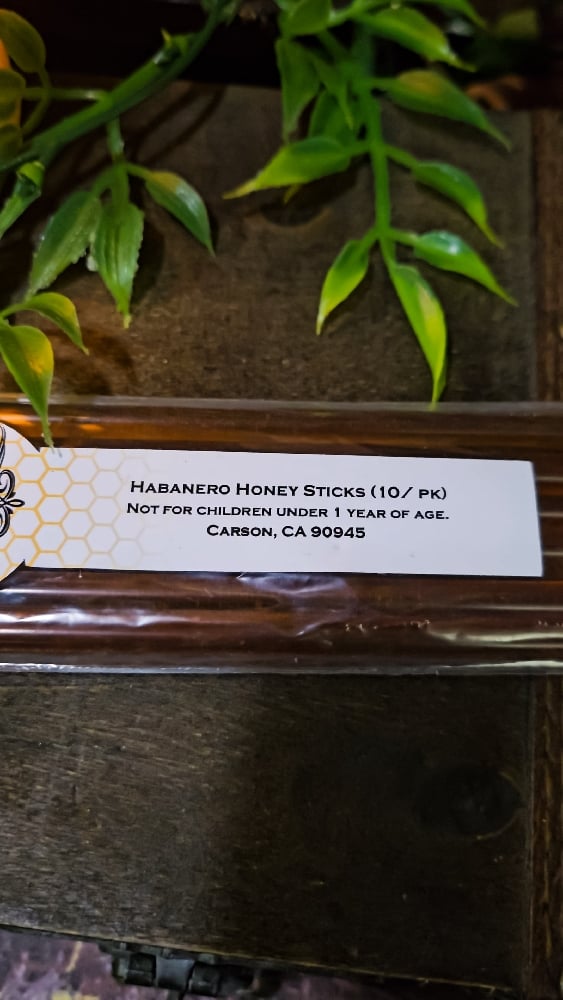 Habanero Honey Sticks (10/ pk)
Not for children under 1 year of age.
Carson, CA 90945